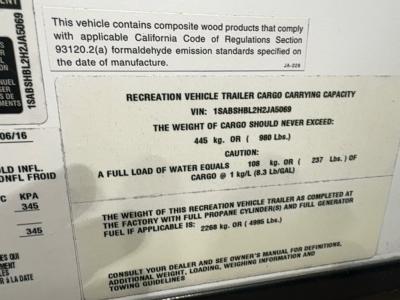 This vehicle contains composite wood products that comply
with applicable California Code of Regulations Section
93120.2(a) formaldehyde emission standards specified on
the date of manufacture.
JA-028
1SABSHBL2H2JA5069
06/16
LD INFL.
ONFL FROID
C KPA
345
345
À LA DATE
RECREATION VEHICLE TRAILER CARGO CARRYING CAPACITY
VIN: 1SABSHBL2H2JA5069
THE WEIGHT OF CARGO SHOULD NEVER EXCEED:
445 kg. OR ( 980 Lbs.)
CAUTION:
A FULL LOAD OF WATER EQUALS 108 kg. OR ( 237 Lbs. ) OF
CARGO @ 1 kg/L (8.3 Lb/GAL)
THE WEIGHT OF THIS RECREATION VEHICLE TRAILER AS COMPLETED AT
THE FACTORY WITH FULL PROPANE CYLINDER(S) AND FULL GENERATOR
FUEL IF APPLICABLE IS: 2268 kg. OR ( 4995 Lbs.)
CONSULT YOUR DEALER AND SEE OWNER'S MANUAL FOR DEFINITIONS,
ADDITIONAL WEIGHT, LOADING, WEIGHING INFORMATION AND
TOWING GUIDELINES